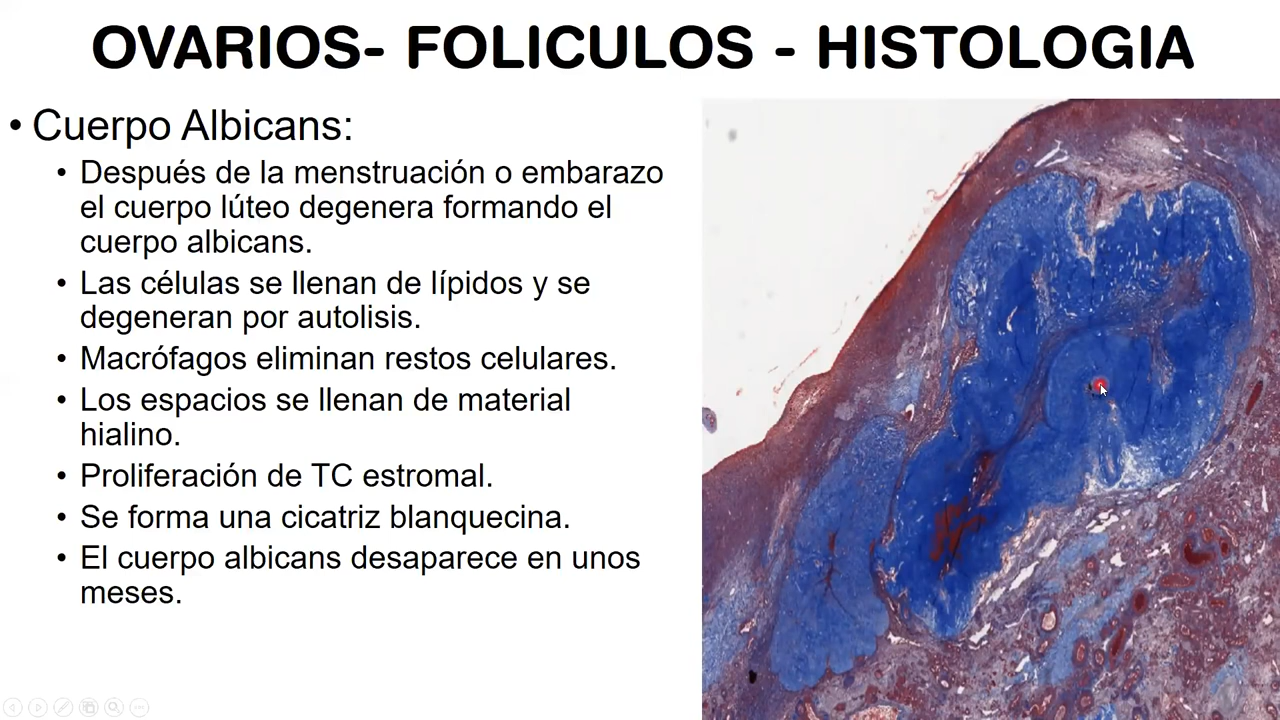 OVARIOS- FOLICULOS - HISTOLOGIA
• Cuerpo Albicans:
• Después de la menstruación o embarazo
el cuerpo lúteo degenera formando el
cuerpo albicans.
• Las células se llenan de lípidos y se
degeneran por autolisis.
• Macrófagos eliminan restos celulares.
• Los espacios se llenan de material
hialino.
• Proliferación de TC estromal.
• Se forma una cicatriz blanquecina.
• El cuerpo albicans desaparece en unos
meses.